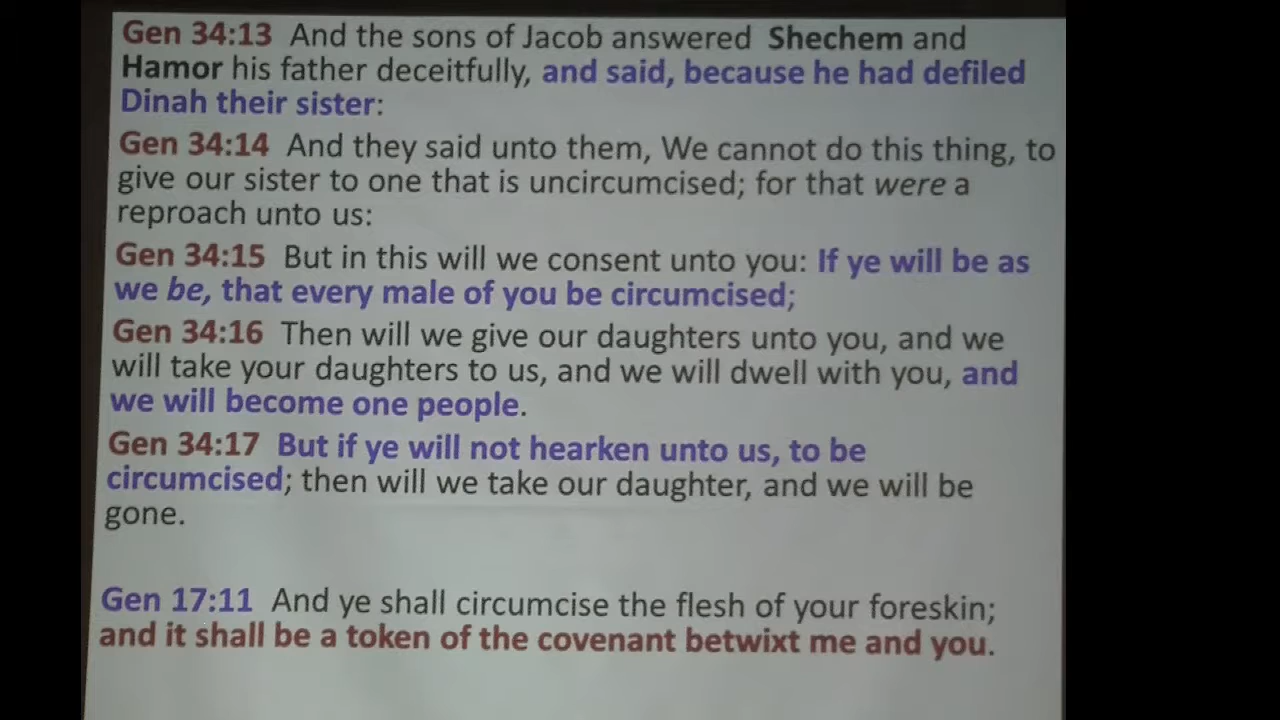 Gen 34:13 And the sons of Jacob answered Shechem and
Hamor his father deceitfully, and said, because he had defiled
Dinah their sister:
Gen 34:14 And they said unto them, We cannot do this thing, to
give our sister to one that is uncircumcised; for that were a
reproach unto us:
Gen 34:15 But in this will we consent unto you: If ye will be as
we be, that every male of you be circumcised;
Gen 34:16 Then will we give our daughters unto you, and we
will take your daughters to us, and we will dwell with you, and
we will become one people.
Gen 34:17 But if ye will not hearken unto us, to be
circumcised; then will we take our daughter, and we will be
gone.
Gen 17:11 And ye shall circumcise the flesh of your foreskin;
and it shall be a token of the covenant betwixt me and you.